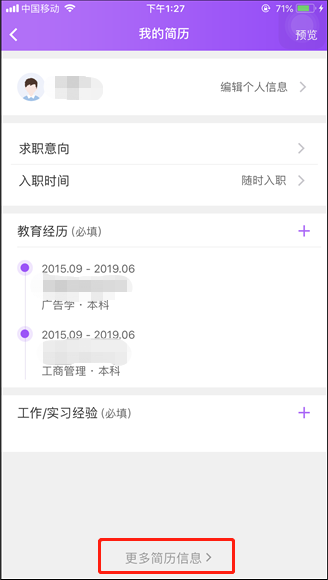 中国移动 下午1:27 71%
我的简历 预览
编辑个人信息
求职意向
入职时间 随时入职
教育经历 (必填)
2015.09 - 2019.06
广告学 · 本科
2015.09 - 2019.06
工商管理 · 本科
工作/实习经验 (必填)
更多简历信息